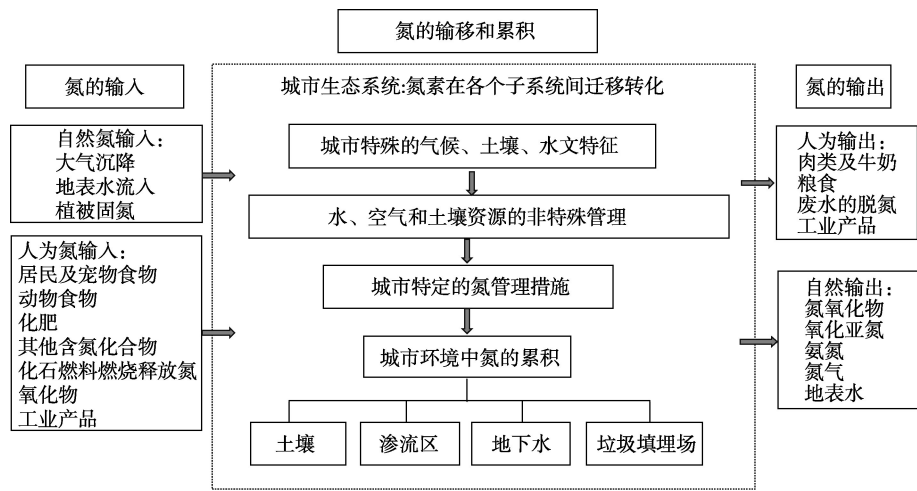 氮的输移和累积
氮的输入
自然氮输入：
大气沉降
地表水流入
植被固氮
人为氮输入：
居民及宠物食物
动物食物
化肥
其他含氮化合物
化石燃料燃烧释放氮
氧化物
工业产品
城市生态系统:氮素在各个子系统间迁移转化
城市特殊的气候、土壤、水文特征
水、空气和土壤资源的非特殊管理
城市特定的氮管理措施
城市环境中氮的累积
土壤
渗流区
地下水
垃圾填埋场
氮的输出
人为输出：
肉类及牛奶
粮食
废水的脱氮
工业产品
自然输出：
氮氧化物
氧化亚氮
氨氮
氮气
地表水